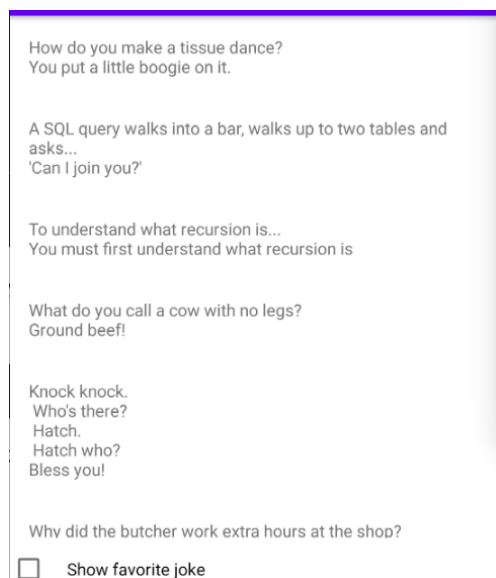 How do you make a tissue dance?
You put a little boogie on it.
A SQL query walks into a bar, walks up to two tables and
asks...
'Can I join you?'
To understand what recursion is...
You must first understand what recursion is
What do you call a cow with no legs?
Ground beef!
Knock knock.
Who's there?
Hatch.
Hatch who?
Bless you!
Why did the butcher work extra hours at the shop?
Show favorite joke